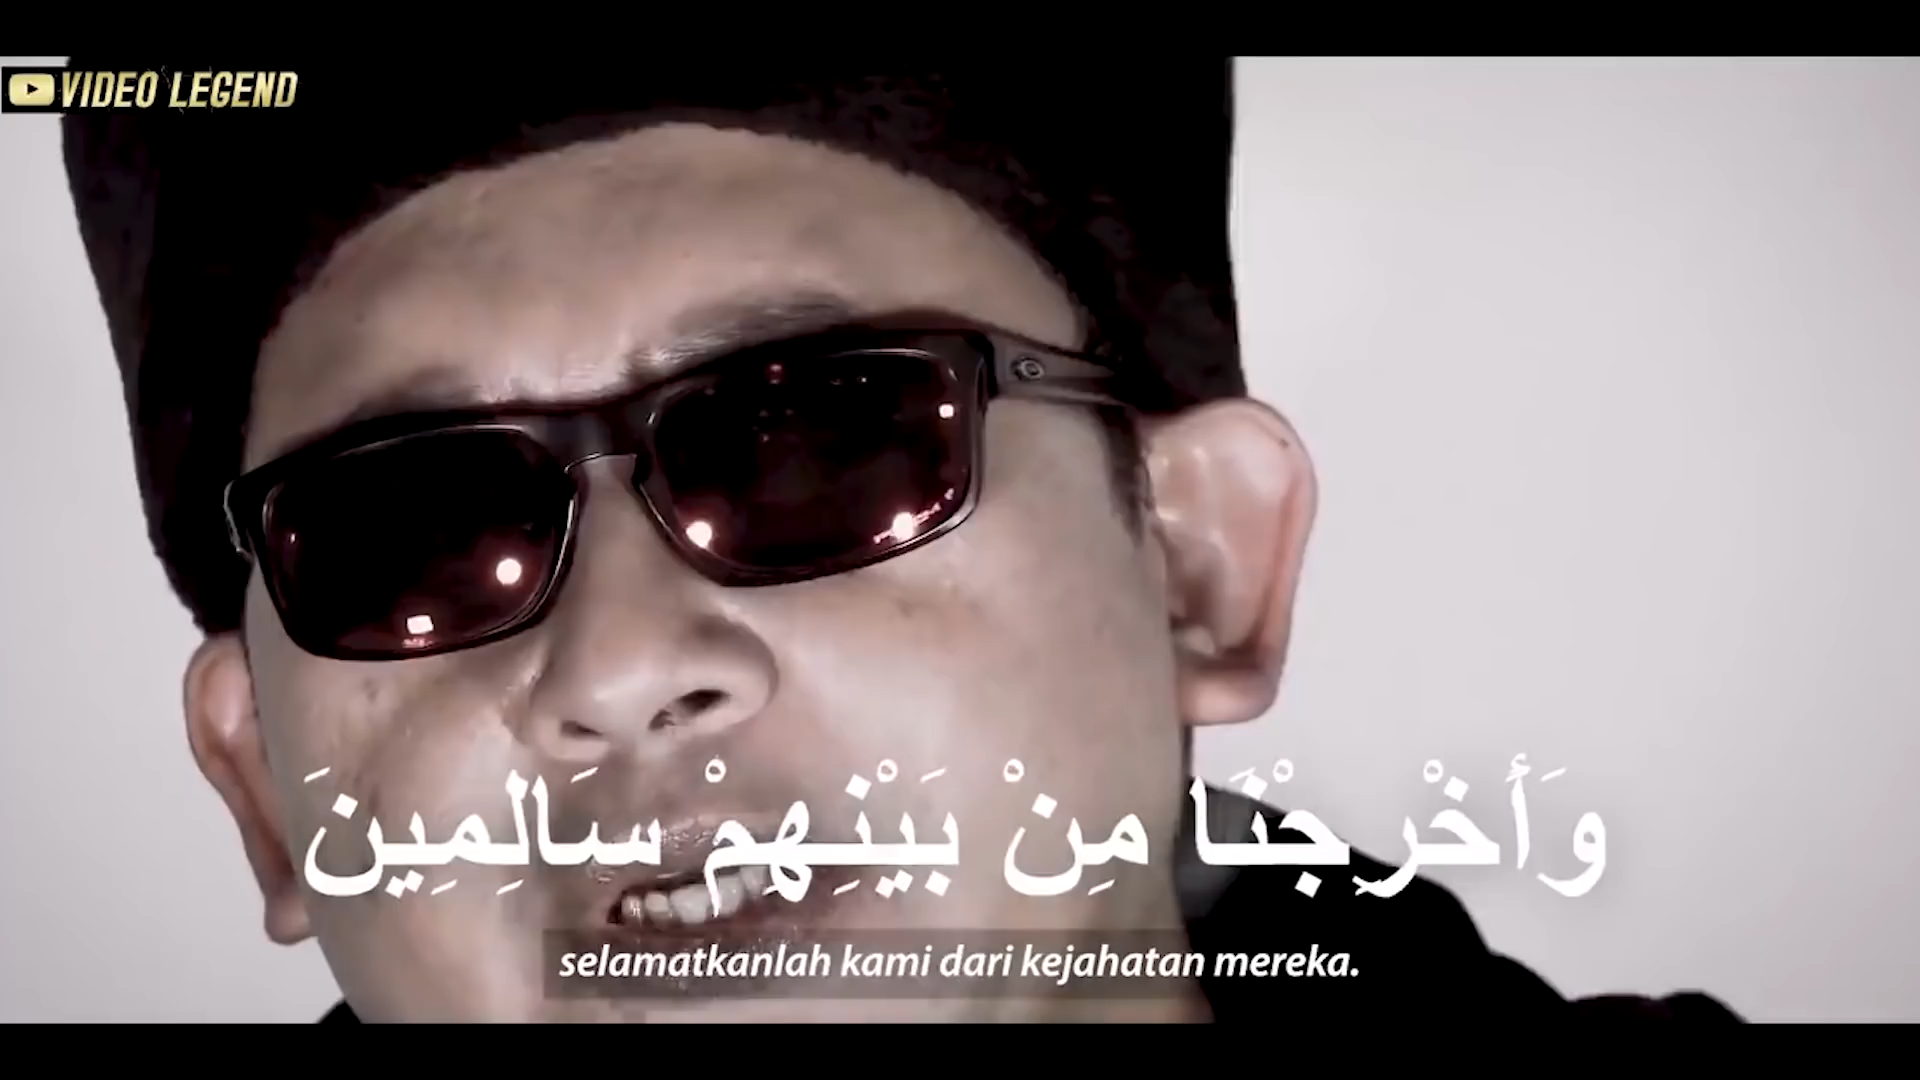 VIDEO LEGEND
وَأَخْرِجْنَا مِنْ بَيْنِهِمْ سَالِمِينَ
selamatkanlah kami dari kejahatan mereka.